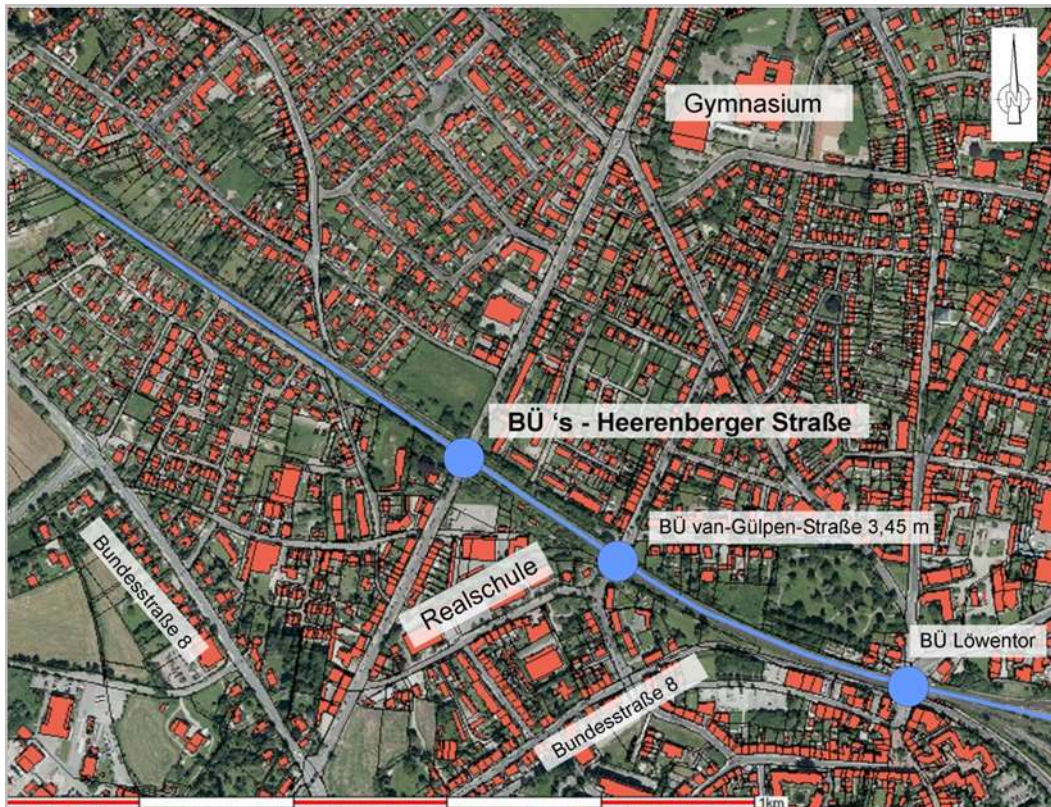 Gymnasium
N
BÜ ‘s - Heerenberger Straße
BÜ van-Gülpen-Straße 3,45 m
Realschule
Bundesstraße 8
BÜ Löwentor
Bundesstraße 8
1km